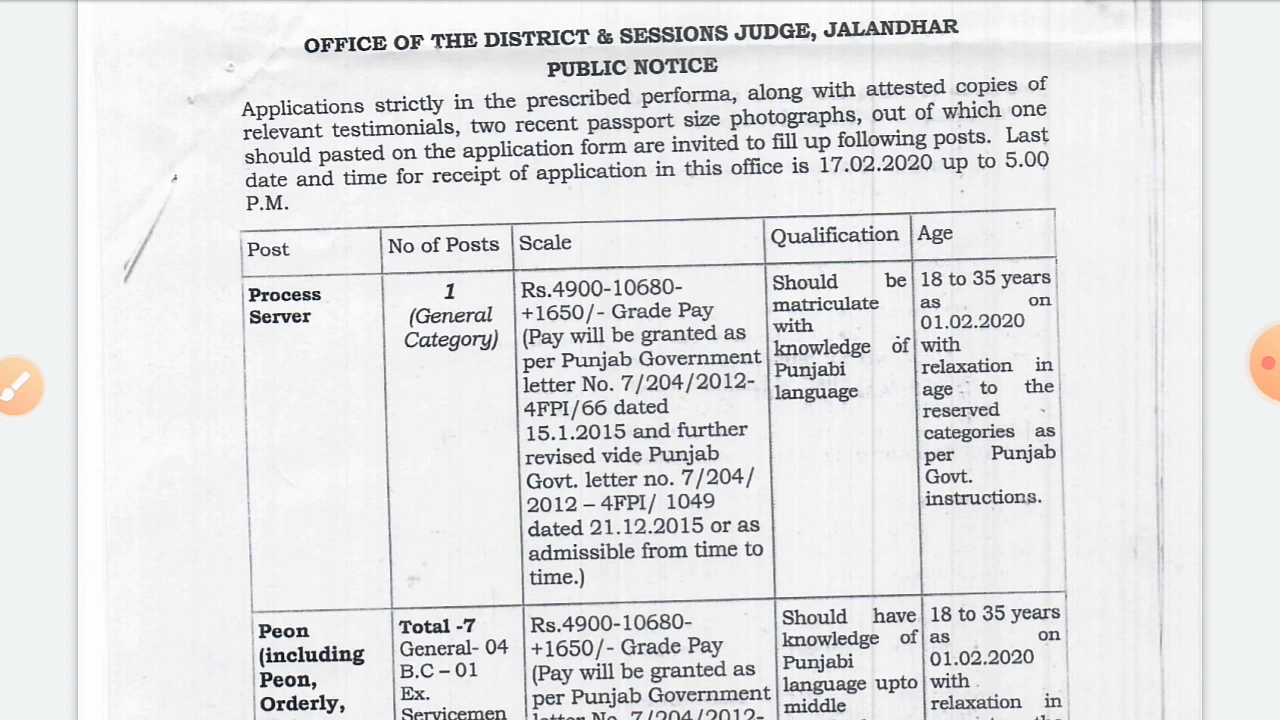 OFFICE OF THE DISTRICT & SESSIONS JUDGE, JALANDHAR
PUBLIC NOTICE
Applications strictly in the prescribed performa, along with attested copies of
relevant testimonials, two recent passport size photographs, out of which one
should pasted on the application form are invited to fill up following posts. Last
date and time for receipt of application in this office is 17.02.2020 up to 5.00
P.M.
Post
No of Posts
Scale
Qualification
Age
Process
Server
1
(General
Category)
Rs.4900-10680-
+1650/- Grade Pay
(Pay will be granted as
per Punjab Government
letter No. 7/204/2012-
4FPI/66 dated
15.1.2015 and further
revised vide Punjab
Govt. letter no. 7/204/
2012 – 4FPI/ 1049
dated 21.12.2015 or as
admissible from time to
time.)
Should be
matriculate
with
knowledge of
Punjabi
language
18 to 35 years
as on
01.02.2020
with
relaxation in
age to the
reserved
categories as
per Punjab
Govt.
instructions.
Peon
(including
Peon,
Orderly,
Total -7
General- 04
B.C – 01
Ex.
Servicemen
Rs.4900-10680-
+1650/- Grade Pay
(Pay will be granted as
per Punjab Government
letter No. 7/204/2012-
Should have
knowledge of
Punjabi
language upto
middle
18 to 35 years
as on
01.02.2020
with
relaxation in